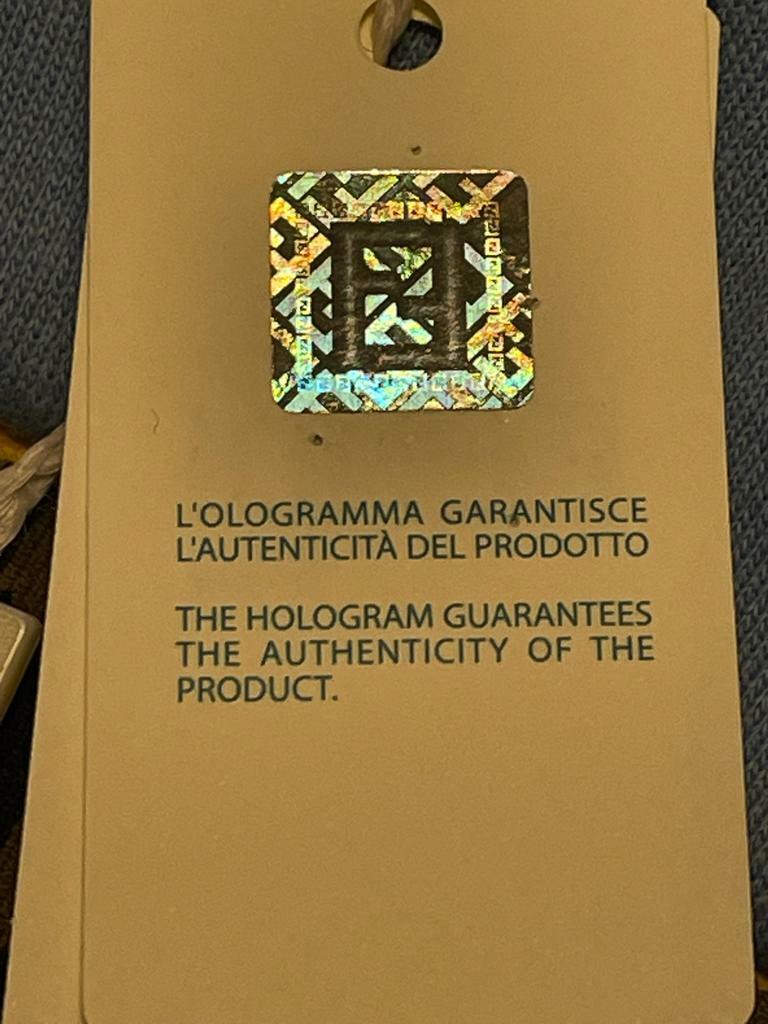 L'OLOGRAMMA GARANTISCE
L'AUTENTICITÀ DEL PRODOTTO
THE HOLOGRAM GUARANTEES
THE AUTHENTICITY OF THE
PRODUCT.